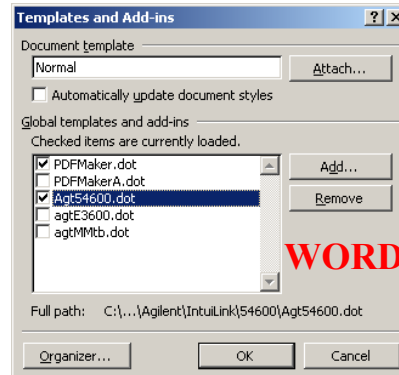 Templates and Add-ins
Document template
Normal
Attach...
Automatically update document styles
Global templates and add-ins
Checked items are currently loaded.
PDFMaker.dot
PDFMakerA.dot
Agt54600.dot
agtE3600.dot
agtMMtb.dot
Add...
Remove
WORD
Full path: C:\...\Agilent\IntuiLink\54600\Agt54600.dot
Organizer...
OK
Cancel